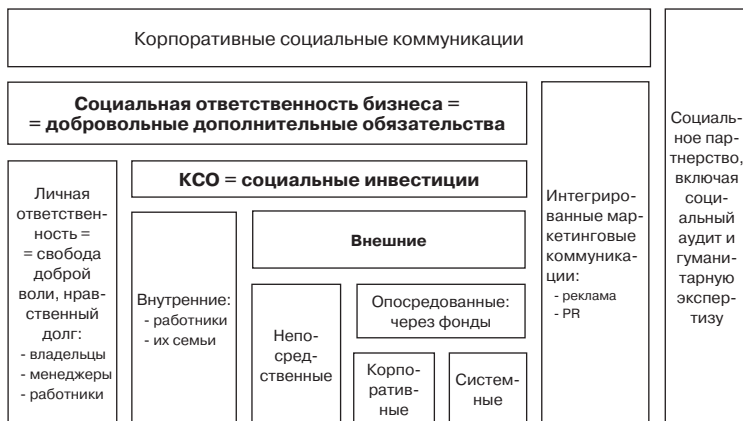 Корпоративные социальные коммуникации
Социальная ответственность бизнеса =
= добровольные дополнительные обязательства
Личная
ответствен-
ность =
= свобода
доброй
воли, нрав-
ственный
долг:
- владельцы
- менеджеры
- работники
КСО = социальные инвестиции
Внутренние:
- работники
- их семьи
Внешние
Непо-
сред-
ственные
Опосредованные:
через фонды
Корпо-
ратив-
ные
Систем-
ные
Интегриро-
ванные мар-
кетинговые
коммуника-
ции:
- реклама
- PR
Социаль-
ное пар-
тнерство,
включая
соци-
альный
аудит и
гумани-
тарную
экспер-
тизу